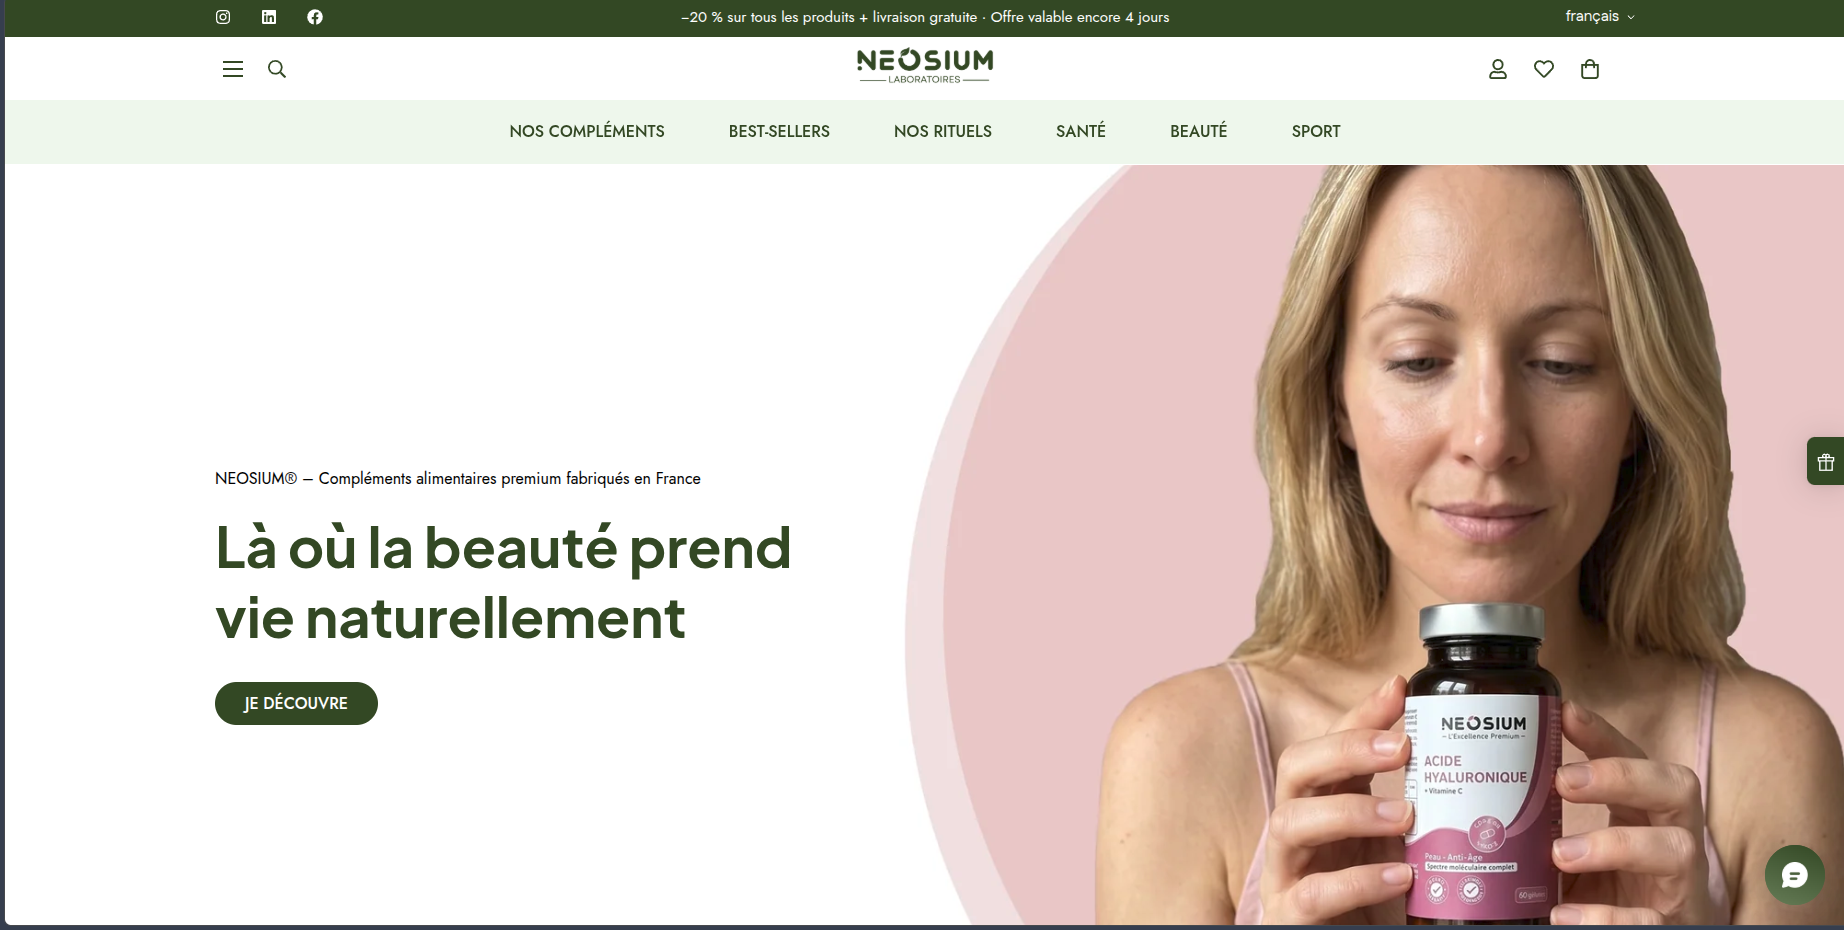 −20 % sur tous les produits + livraison gratuite · Offre valable encore 4 jours
français
NEOSIUM
LABORATOIRES
NOS COMPLÉMENTS
BEST-SELLERS
NOS RITUELS
SANTÉ
BEAUTÉ
SPORT
NEOSIUM® – Compléments alimentaires premium fabriqués en France
Là où la beauté prend
vie naturellement
JE DÉCOUVRE
NEOSIUM
L'Excellence Premium
ACIDE
HYALURONIQUE
+ Vitamine C
Peau - Anti-Age
Spectre moléculaire complet
60 gélules